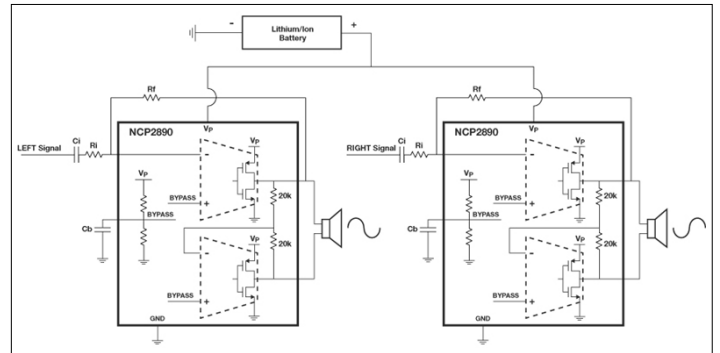 - Lithium/Ion +
Battery
Rf
Rf
NCP2890
VP
NCP2890
VP
LEFT Signal
Ci
Ri
RIGHT Signal
Ci
Ri
-
VP
-
VP
VP
VP
20k
20k
BYPASS
+
BYPASS
+
BYPASS
BYPASS
Cb
Cb
20k
20k
-
VP
-
VP
BYPASS
+
BYPASS
+
GND
GND